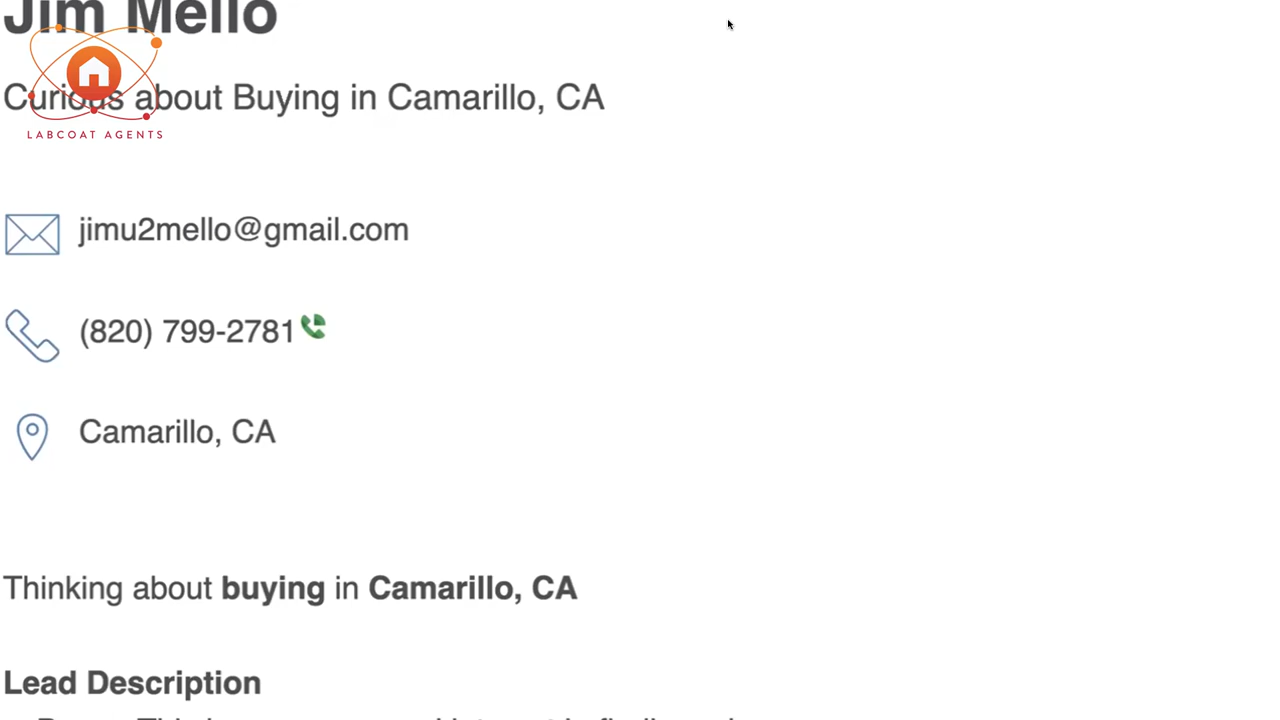 Jim Mello
Curious about Buying in Camarillo, CA
LABCOAT AGENTS
jimu2mello@gmail.com
(820) 799-2781
Camarillo, CA
Thinking about buying in Camarillo, CA
Lead Description